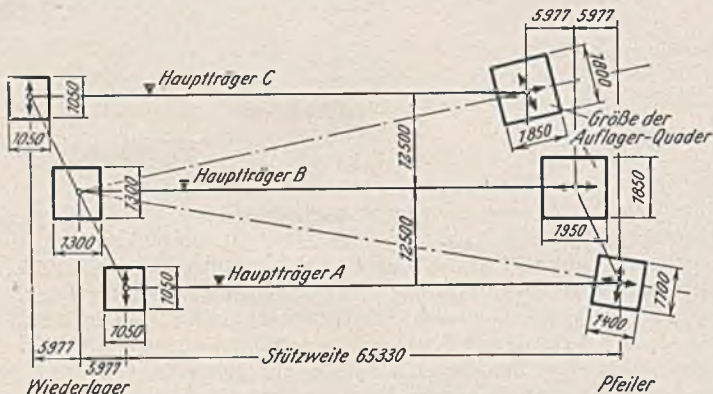 5977 5977
Hauptträger C
1050
1050
1800
1850
Größe der
Auflager-Quader
12500
Hauptträger B
1300
1300
1850
1950
12500
Hauptträger A
1050
1050
1100
1400
5977
5977
Stützweite 65330
Wiederlager
Pfeiler